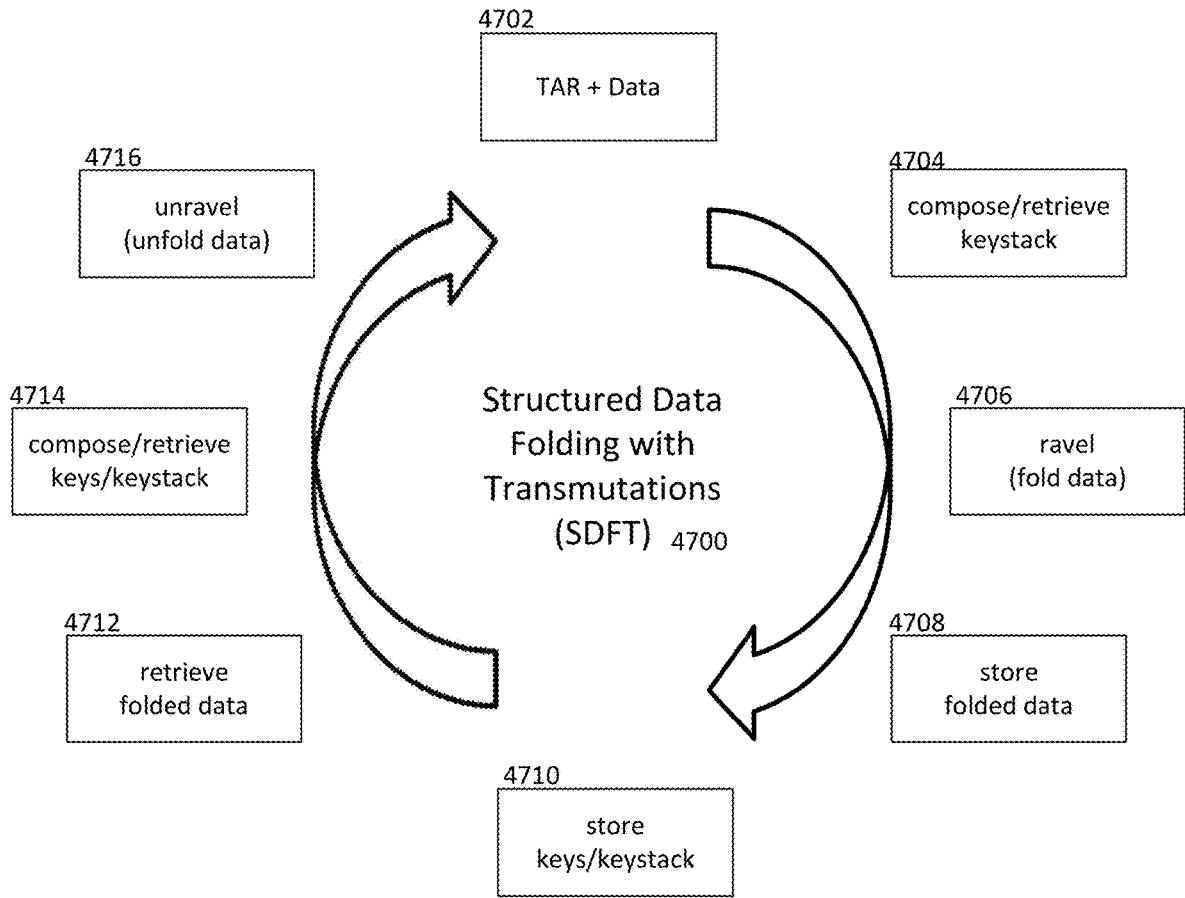 4702
TAR + Data
4704
compose/retrieve
keystack
4706
ravel
(fold data)
4708
store
folded data
4710
store
keys/keystack
4712
retrieve
folded data
4714
compose/retrieve
keys/keystack
4716
unravel
(unfold data)
Structured Data
Folding with
Transmutations
(SDFT) 4700